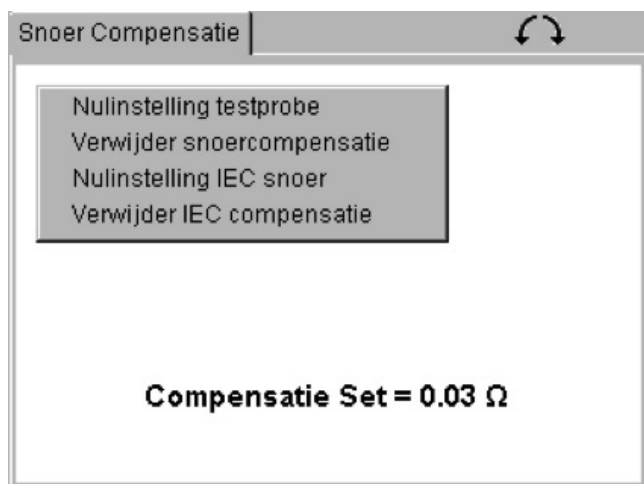 Snoer Compensatie
Nulinstelling testprobe
Verwijder snoercompensatie
Nulinstelling IEC snoer
Verwijder IEC compensatie
Compensatie Set = 0.03 Ω